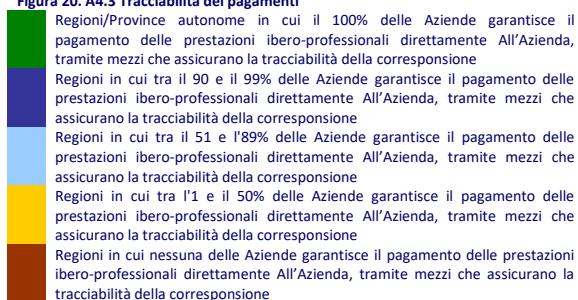 Figura 20. A4.3 Tracciabilità dei pagamenti
Regioni/Province autonome in cui il 100% delle Aziende garantisce il
pagamento delle prestazioni ibero-professionali direttamente All’Azienda,
tramite mezzi che assicurano la tracciabilità della corresponsione
Regioni in cui tra il 90 e il 99% delle Aziende garantisce il pagamento delle
prestazioni ibero-professionali direttamente All’Azienda, tramite mezzi che
assicurano la tracciabilità della corresponsione
Regioni in cui tra il 51 e l'89% delle Aziende garantisce il pagamento delle
prestazioni ibero-professionali direttamente All’Azienda, tramite mezzi che
assicurano la tracciabilità della corresponsione
Regioni in cui tra l'1 e il 50% delle Aziende garantisce il pagamento delle
prestazioni ibero-professionali direttamente All’Azienda, tramite mezzi che
assicurano la tracciabilità della corresponsione
Regioni in cui nessuna delle Aziende garantisce il pagamento delle prestazioni
ibero-professionali direttamente All’Azienda, tramite mezzi che assicurano la
tracciabilità della corresponsione